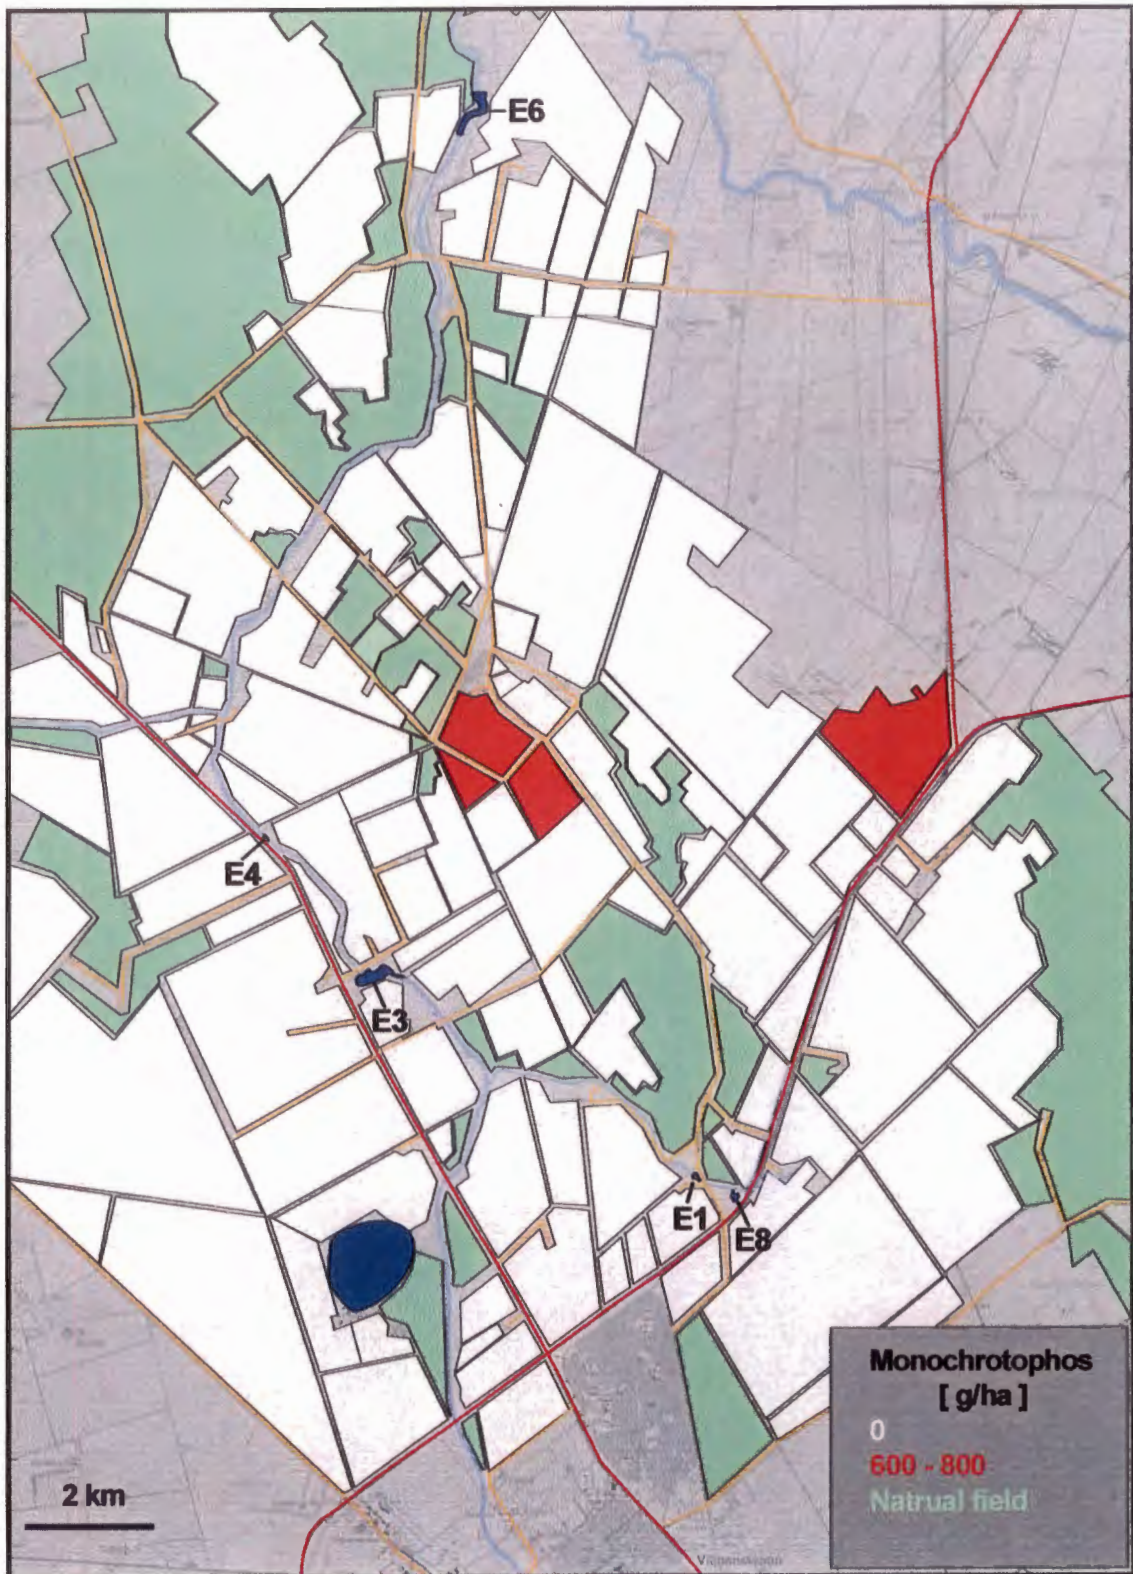 E6
E4
E3
E1
E8
Monochrotophos
[ g/ha ]
0
600 - 800
Natrual field
2 km